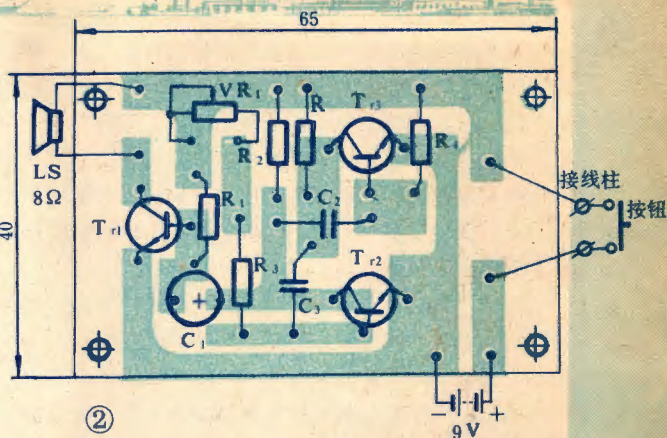 65
40
LS
8Ω
VR₁
R₂
R
Tr₃
R₄
Tr₁
R₁
C₂
R₃
C₃
Tr₂
C₁
+
接线柱
按钮
− +
9V
②